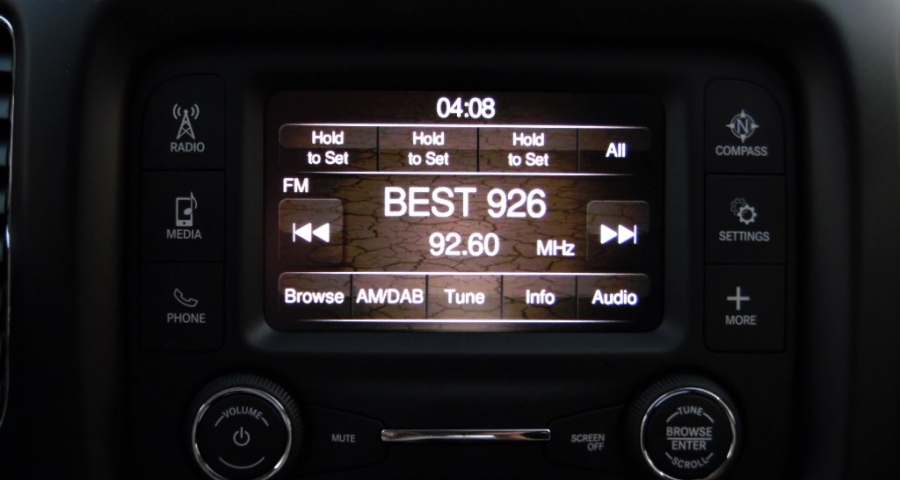 04:08
Hold to Set
Hold to Set
Hold to Set
All
FM
BEST 926
92.60 MHz
Browse AM/DAB Tune Info Audio
RADIO
MEDIA
PHONE
N
COMPASS
SETTINGS
MORE
VOLUME
MUTE
SCREEN OFF
TUNE
BROWSE
ENTER
SCROLL